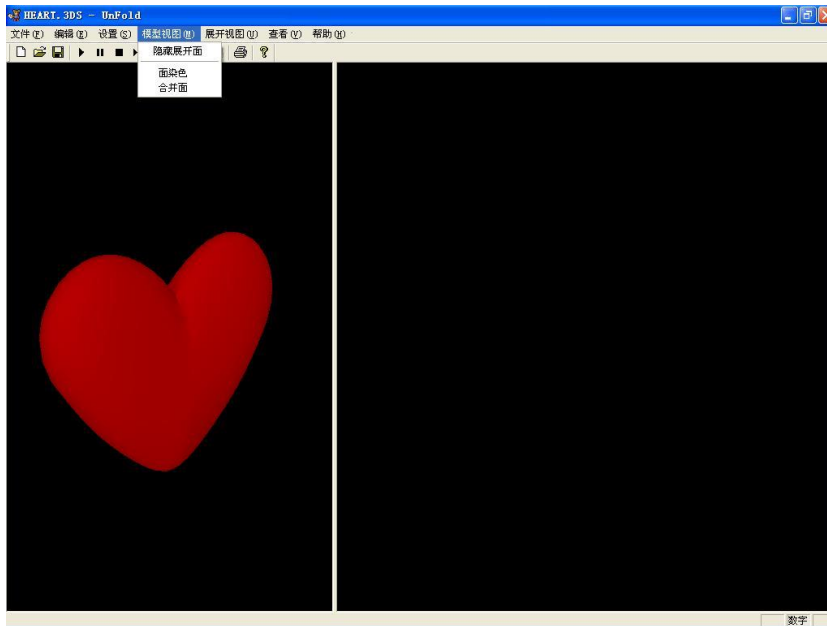 HEART.3DS - UnFold
文件(F) 编辑(E) 设置(S) 模型视图(M) 展开视图(U) 查看(V) 帮助(H)
隐藏展开面
面染色
合并面
数字